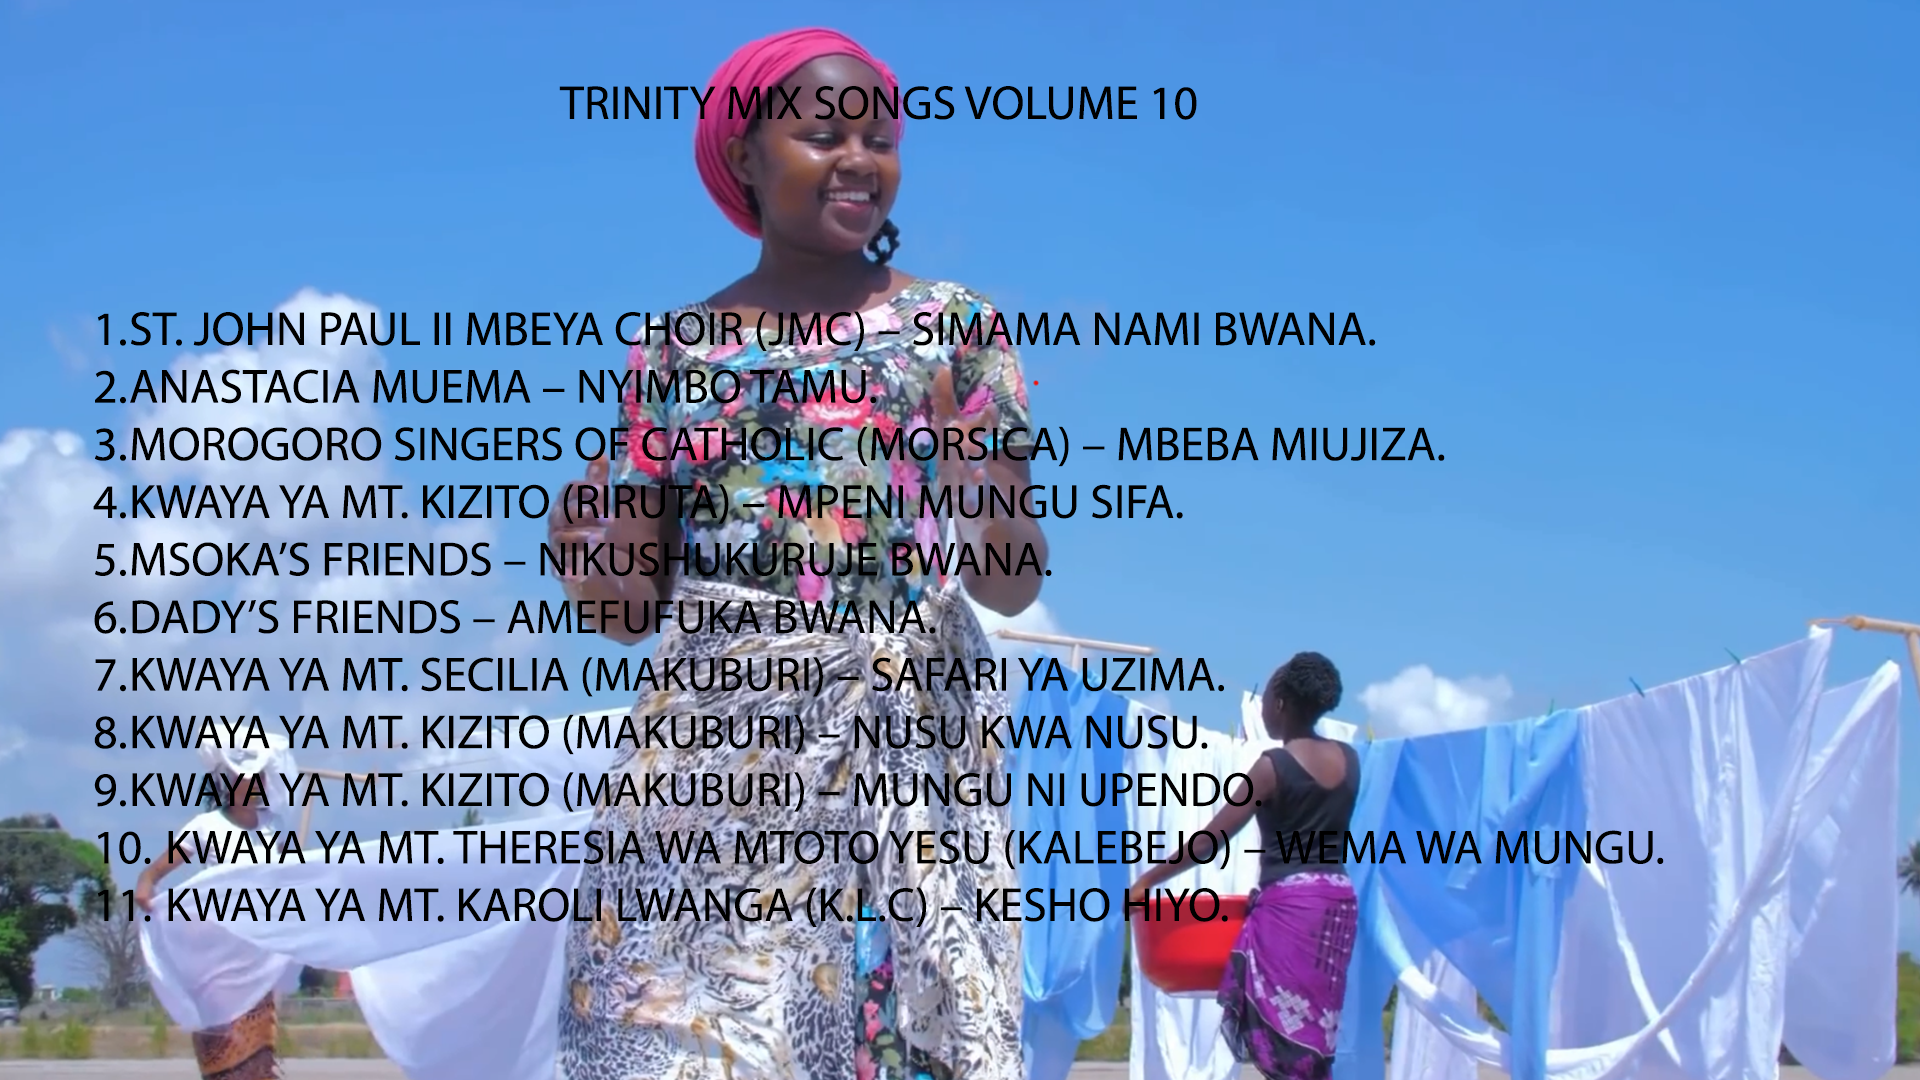 TRINITY MIX SONGS VOLUME 10
1.ST. JOHN PAUL II MBEYA CHOIR (JMC) – SIMAMA NAMI BWANA.
2.ANASTACIA MUEMA – NYIMBO TAMU.
3.MOROGORO SINGERS OF CATHOLIC (MORSICA) – MBEBA MIUJIZA.
4.KWAYA YA MT. KIZITO (RIRUTA) – MPENI MUNGU SIFA.
5.MSOKA’S FRIENDS – NIKUSHUKURUJE BWANA.
6.DADY’S FRIENDS – AMEFUFUKA BWANA.
7.KWAYA YA MT. SECILIA (MAKUBURI) – SAFARI YA UZIMA.
8.KWAYA YA MT. KIZITO (MAKUBURI) – NUSU KWA NUSU.
9.KWAYA YA MT. KIZITO (MAKUBURI) – MUNGU NI UPENDO.
10. KWAYA YA MT. THERESIA WA MTOTO YESU (KALEBEJO) – WEMA WA MUNGU.
11. KWAYA YA MT. KAROLI LWANGA (K.L.C) – KESHO HIYO.